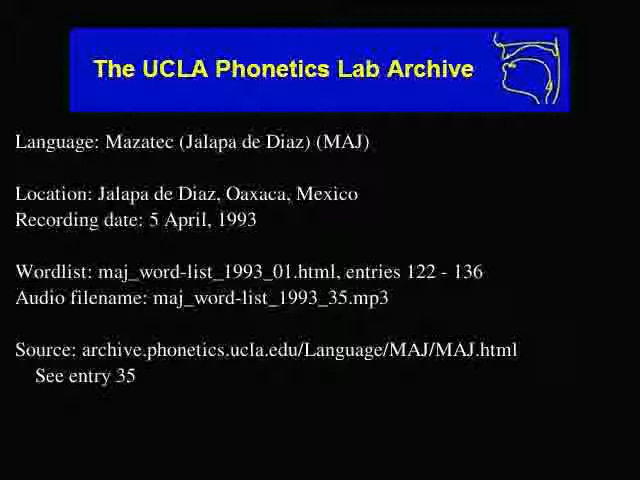 The UCLA Phonetics Lab Archive
Language: Mazatec (Jalapa de Diaz) (MAJ)
Location: Jalapa de Diaz, Oaxaca, Mexico
Recording date: 5 April, 1993
Wordlist: maj_word-list_1993_01.html, entries 122 - 136
Audio filename: maj_word-list_1993_35.mp3
Source: archive.phonetics.ucla.edu/Language/MAJ/MAJ.html
See entry 35